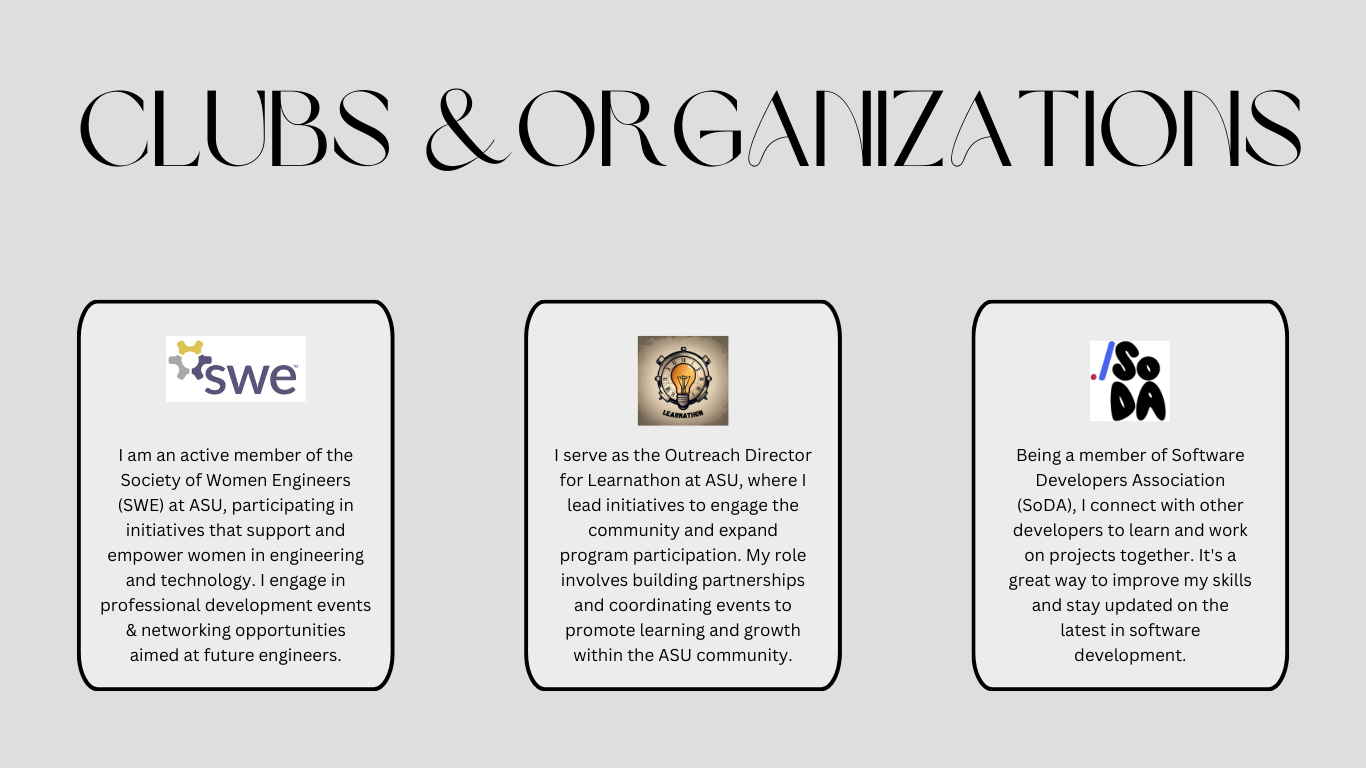 CLUBS & ORGANIZATIONS
swe
I am an active member of the
Society of Women Engineers
(SWE) at ASU, participating in
initiatives that support and
empower women in engineering
and technology. I engage in
professional development events
& networking opportunities
aimed at future engineers.
LEARNATHON
I serve as the Outreach Director
for Learnathon at ASU, where I
lead initiatives to engage the
community and expand
program participation. My role
involves building partnerships
and coordinating events to
promote learning and growth
within the ASU community.
./So
DA
Being a member of Software
Developers Association
(SoDA), I connect with other
developers to learn and work
on projects together. It's a
great way to improve my skills
and stay updated on the
latest in software
development.